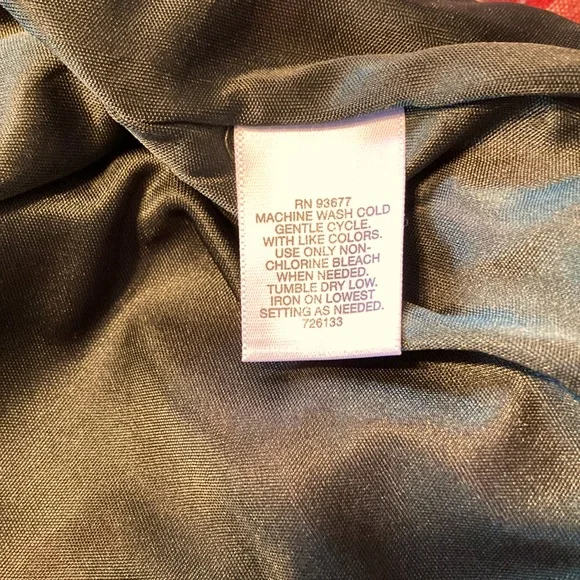 RN 93677
MACHINE WASH COLD
GENTLE CYCLE.
WITH LIKE COLORS.
USE ONLY NON-
CHLORINE BLEACH
WHEN NEEDED.
TUMBLE DRY LOW.
IRON ON LOWEST
SETTING AS NEEDED.
726133